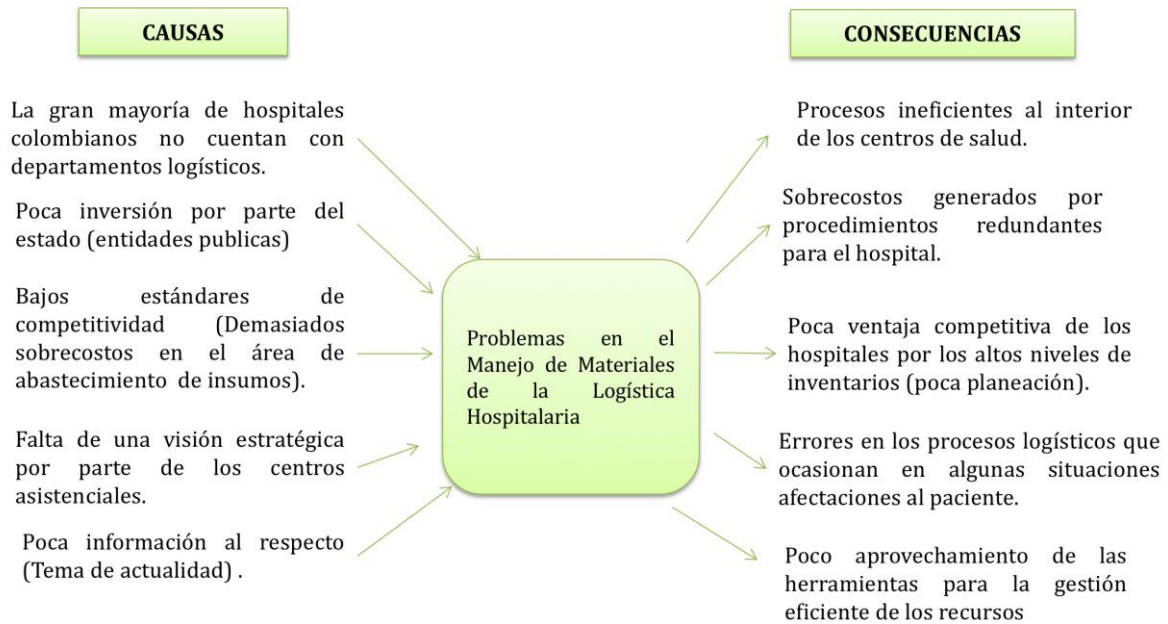 CAUSAS
La gran mayoría de hospitales
colombianos no cuentan con
departamentos logísticos.
Poca inversión por parte del
estado (entidades publicas)
Bajos estándares de
competitividad (Demasiados
sobrecostos en el área de
abastecimiento de insumos).
Falta de una visión estratégica
por parte de los centros
asistenciales.
Poca información al respecto
(Tema de actualidad) .
Problemas en el
Manejo de Materiales
de la Logística
Hospitalaria
CONSECUENCIAS
Procesos ineficientes al interior
de los centros de salud.
Sobrecostos generados por
procedimientos redundantes
para el hospital.
Poca ventaja competitiva de los
hospitales por los altos niveles de
inventarios (poca planeación).
Errores en los procesos logísticos que
ocasionan en algunas situaciones
afectaciones al paciente.
Poco aprovechamiento de las
herramientas para la gestión
eficiente de los recursos